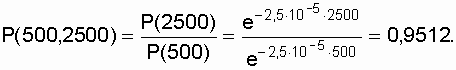 P(500,2500) = P(2500) / P(500) = e^{-2,5·10^{-5}·2500} / e^{-2,5·10^{-5}·500} = 0,9512.